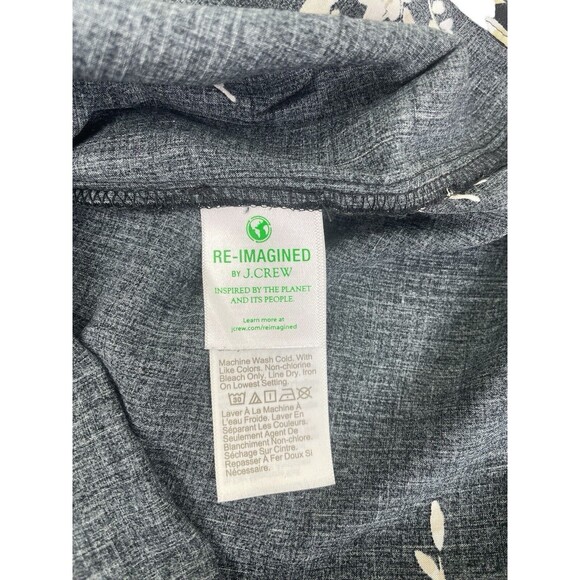 RE-IMAGINED
BY J.CREW
INSPIRED BY THE PLANET
AND ITS PEOPLE.
Learn more at
jcrew.com/reimagined
Machine Wash Cold. With
Like Colors. Non-chlorine
Bleach Only. Line Dry. Iron
On Lowest Setting.
Laver À La Machine À
L'eau Froide. Laver En
Séparant Les Couleurs.
Seulement Agent De
Blanchiment Non-chlore.
Séchage Sur Cintre.
Repasser À Fer Doux Si
Nécessaire.